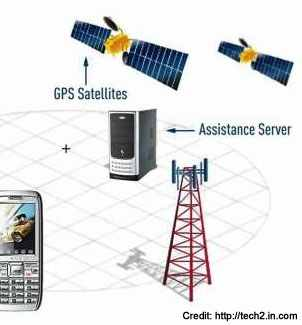 GPS Satellites
Assistance Server
+
Credit: http://tech2.in.com/